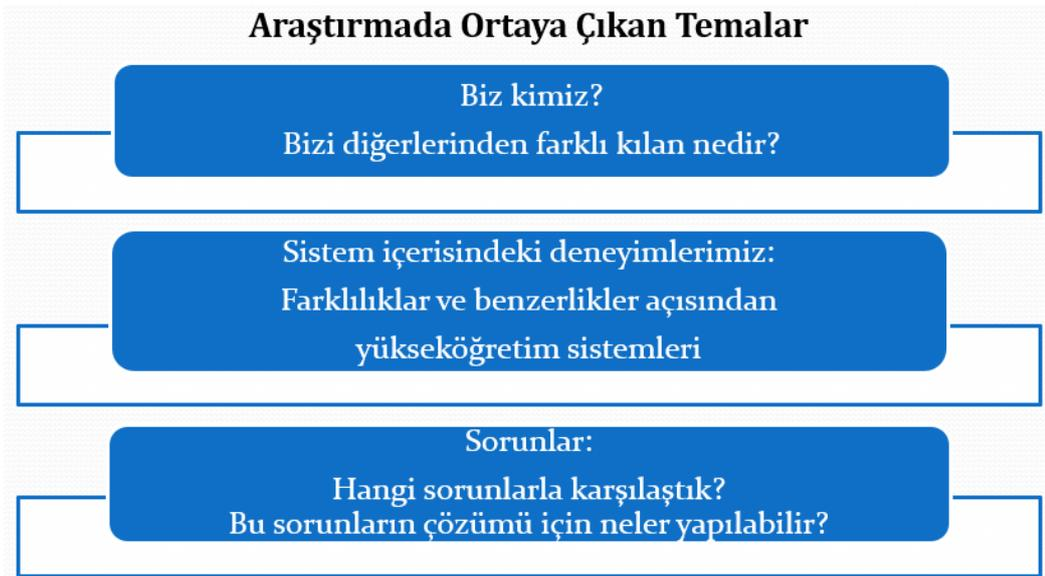 Araştırmada Ortaya Çıkan Temalar
Biz kimiz?
Bizi diğerlerinden farklı kılan nedir?
Sistem içerisindeki deneyimlerimiz:
Farklılıklar ve benzerlikler açısından
yükseköğretim sistemleri
Sorunlar:
Hangi sorunlarla karşılaştık?
Bu sorunların çözümü için neler yapılabilir?